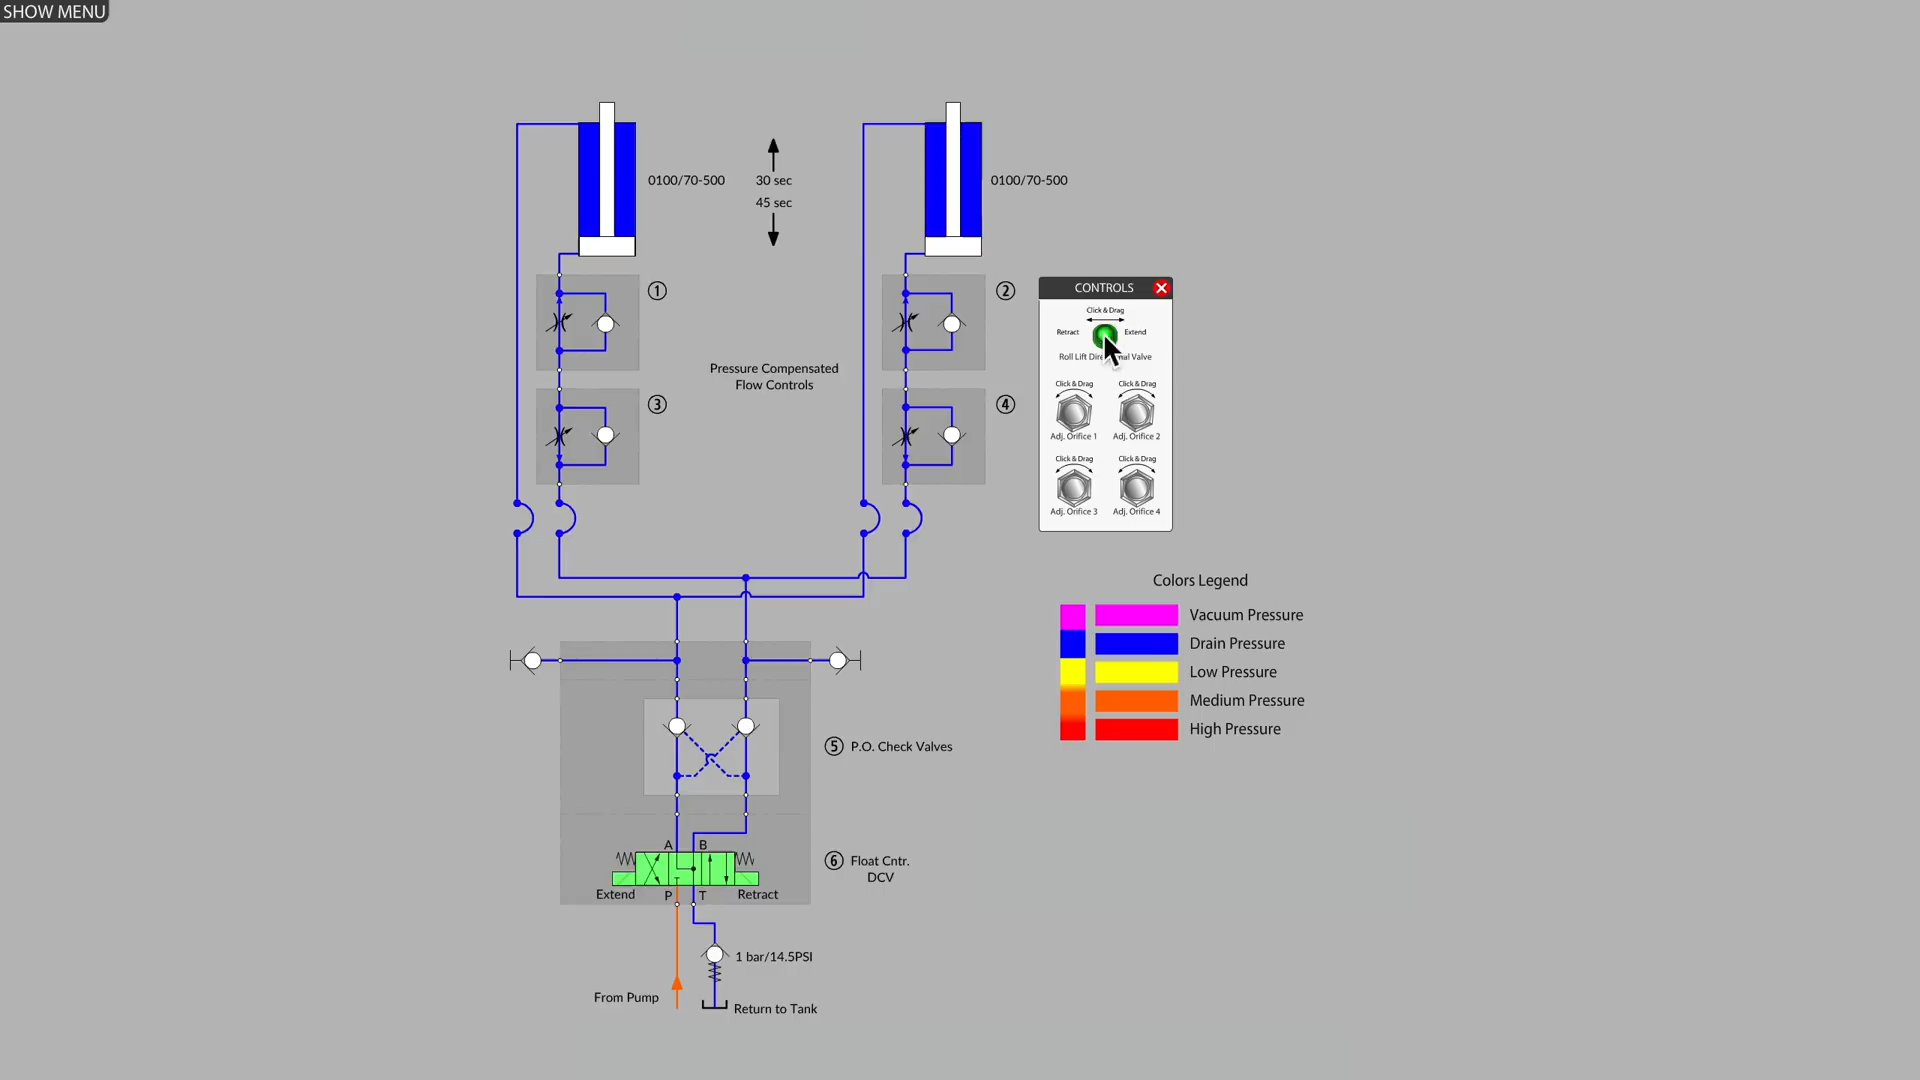 SHOW MENU
0100/70-500
30 sec
45 sec
0100/70-500
①
②
Pressure Compensated
Flow Controls
③
④
CONTROLS
Click & Drag
Retract
Extend
Roll Lift Dire nal Valve
Click & Drag
Click & Drag
Adj. Orifice 1
Adj. Orifice 2
Click & Drag
Click & Drag
Adj. Orifice 3
Adj. Orifice 4
Colors Legend
Vacuum Pressure
Drain Pressure
Low Pressure
Medium Pressure
High Pressure
⑤ P.O. Check Valves
A B
⑥ Float Cntr.
DCV
Extend P T Retract
1 bar/14.5PSI
From Pump
Return to Tank